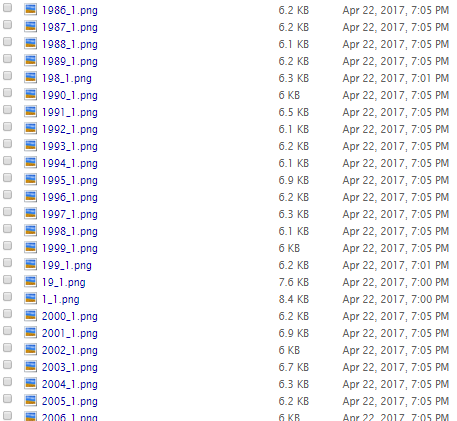 1986_1.png 6.2 KB Apr 22, 2017, 7:05 PM
1987_1.png 6.2 KB Apr 22, 2017, 7:05 PM
1988_1.png 6.1 KB Apr 22, 2017, 7:05 PM
1989_1.png 6.2 KB Apr 22, 2017, 7:05 PM
198_1.png 6.3 KB Apr 22, 2017, 7:01 PM
1990_1.png 6 KB Apr 22, 2017, 7:05 PM
1991_1.png 6.5 KB Apr 22, 2017, 7:05 PM
1992_1.png 6.1 KB Apr 22, 2017, 7:05 PM
1993_1.png 6.2 KB Apr 22, 2017, 7:05 PM
1994_1.png 6.1 KB Apr 22, 2017, 7:05 PM
1995_1.png 6.9 KB Apr 22, 2017, 7:05 PM
1996_1.png 6.2 KB Apr 22, 2017, 7:05 PM
1997_1.png 6.3 KB Apr 22, 2017, 7:05 PM
1998_1.png 6.1 KB Apr 22, 2017, 7:05 PM
1999_1.png 6 KB Apr 22, 2017, 7:05 PM
199_1.png 6.2 KB Apr 22, 2017, 7:01 PM
19_1.png 7.6 KB Apr 22, 2017, 7:00 PM
1_1.png 8.4 KB Apr 22, 2017, 7:00 PM
2000_1.png 6.2 KB Apr 22, 2017, 7:05 PM
2001_1.png 6.9 KB Apr 22, 2017, 7:05 PM
2002_1.png 6 KB Apr 22, 2017, 7:05 PM
2003_1.png 6.7 KB Apr 22, 2017, 7:05 PM
2004_1.png 6.3 KB Apr 22, 2017, 7:05 PM
2005_1.png 6.2 KB Apr 22, 2017, 7:05 PM
2006_1.png 6 KB Apr 22, 2017, 7:05 PM